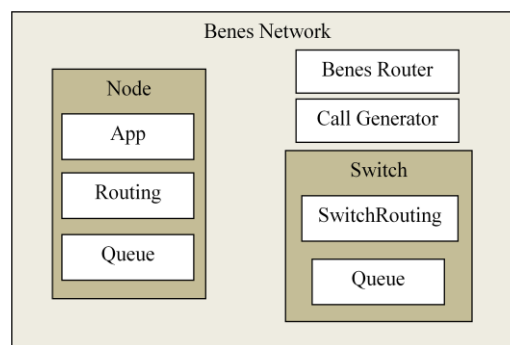 Benes Network
Node
App
Routing
Queue
Benes Router
Call Generator
Switch
SwitchRouting
Queue